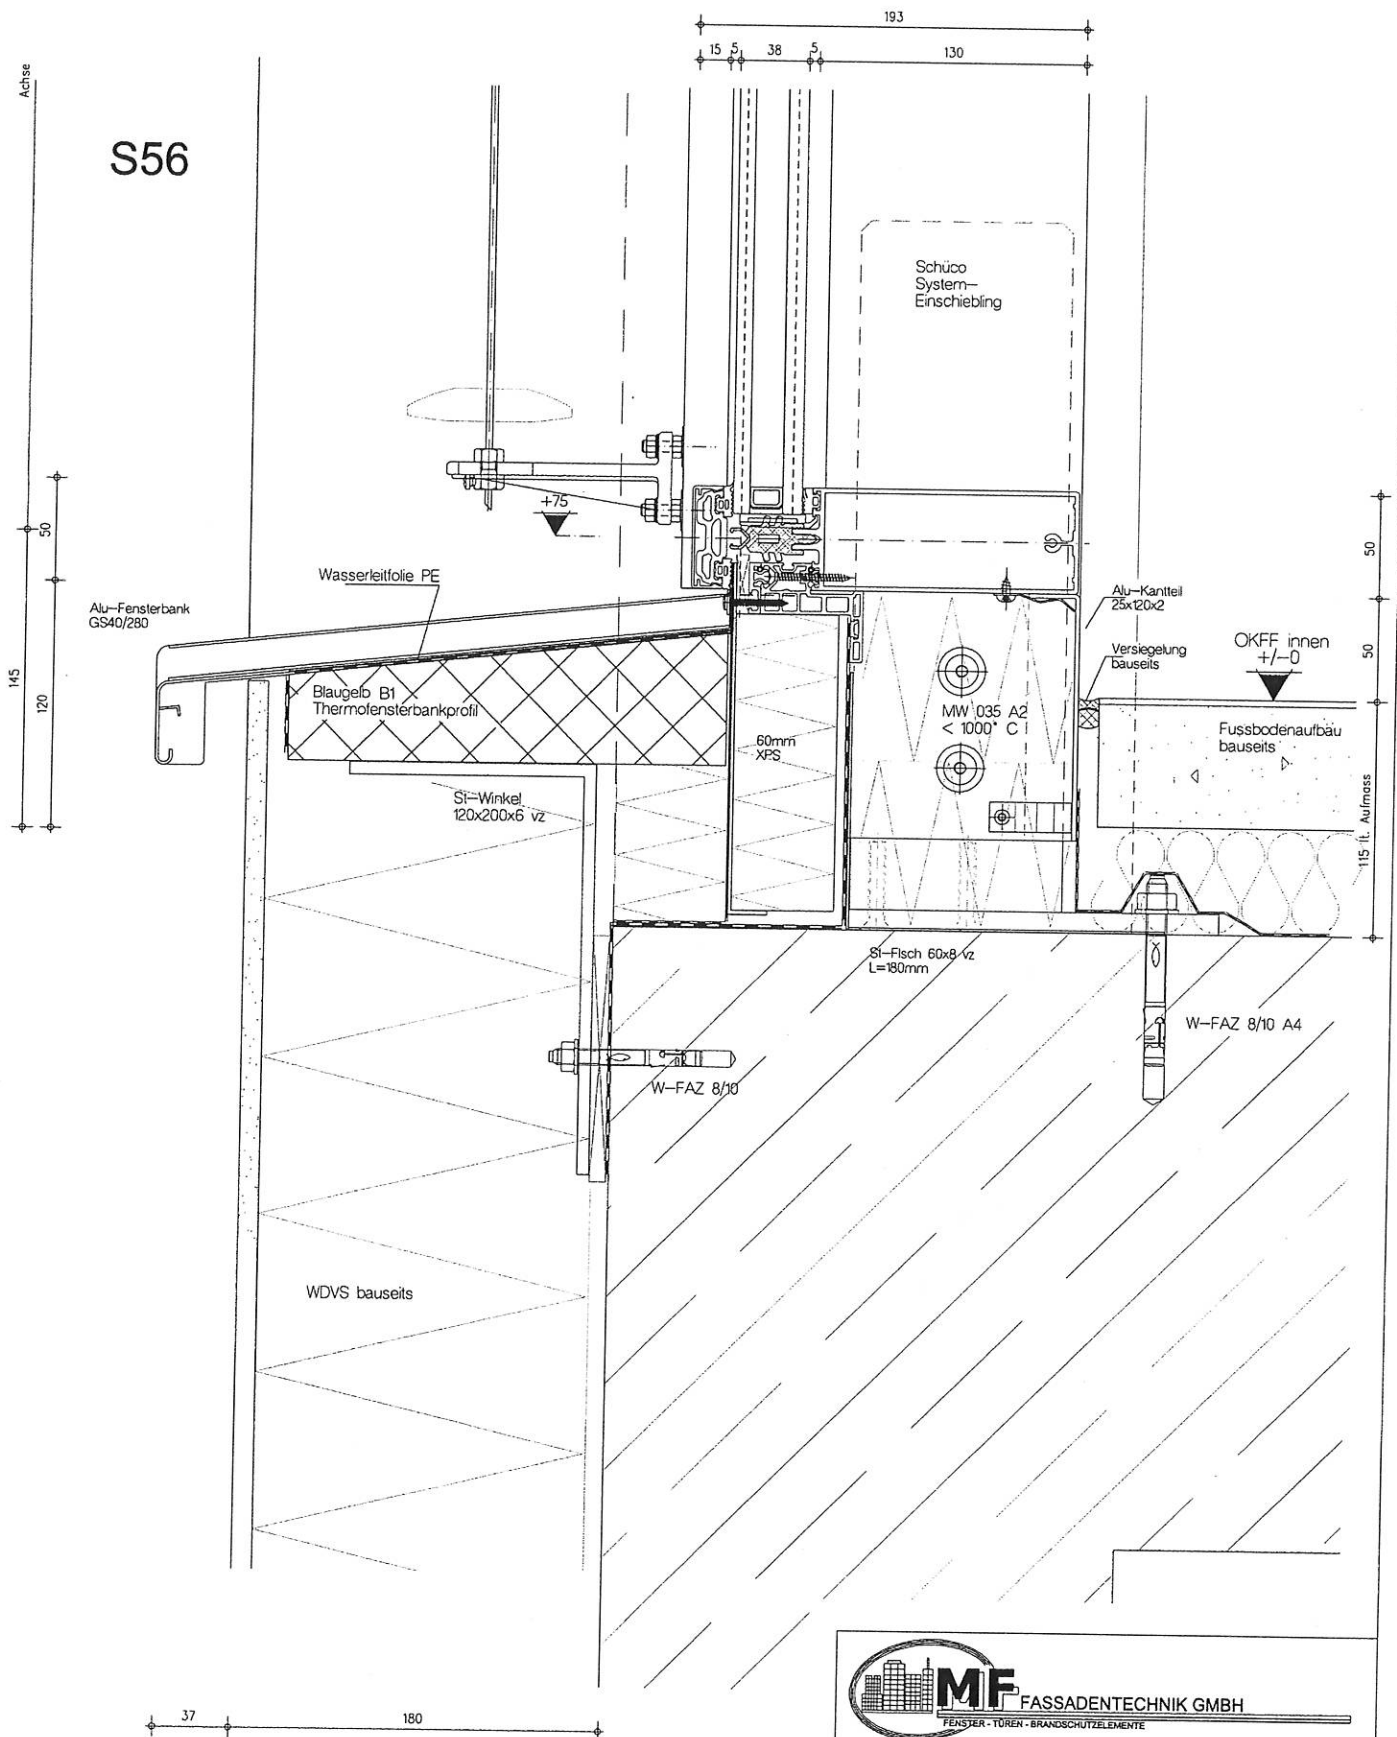 193
15 5 38 5 130
Achse
S56
Schüco
System-
Einschiebling
+75
50
Wasserleitfolie PE
Alu-Fensterbank
GS40/280
145
120
Blaugelb B1
Thermofensterbankprofil
St-Winkel
120x200x6 vz
60mm
XPS
MW 035 A2
< 1000° C
Alu-Kantteil
25x120x2
Versiegelung
bauseits
OKFF innen
+/-0
50
50
Fussbodenaufbau
bauseits
115 lt. Aufmass
St-Flsch 60x8 vz
L=180mm
W-FAZ 8/10 A4
W-FAZ 8/10
WDVS bauseits
37 180
MF FASSADENTECHNIK GMBH
FENSTER - TÜREN - BRANDSCHUTZELEMENTE